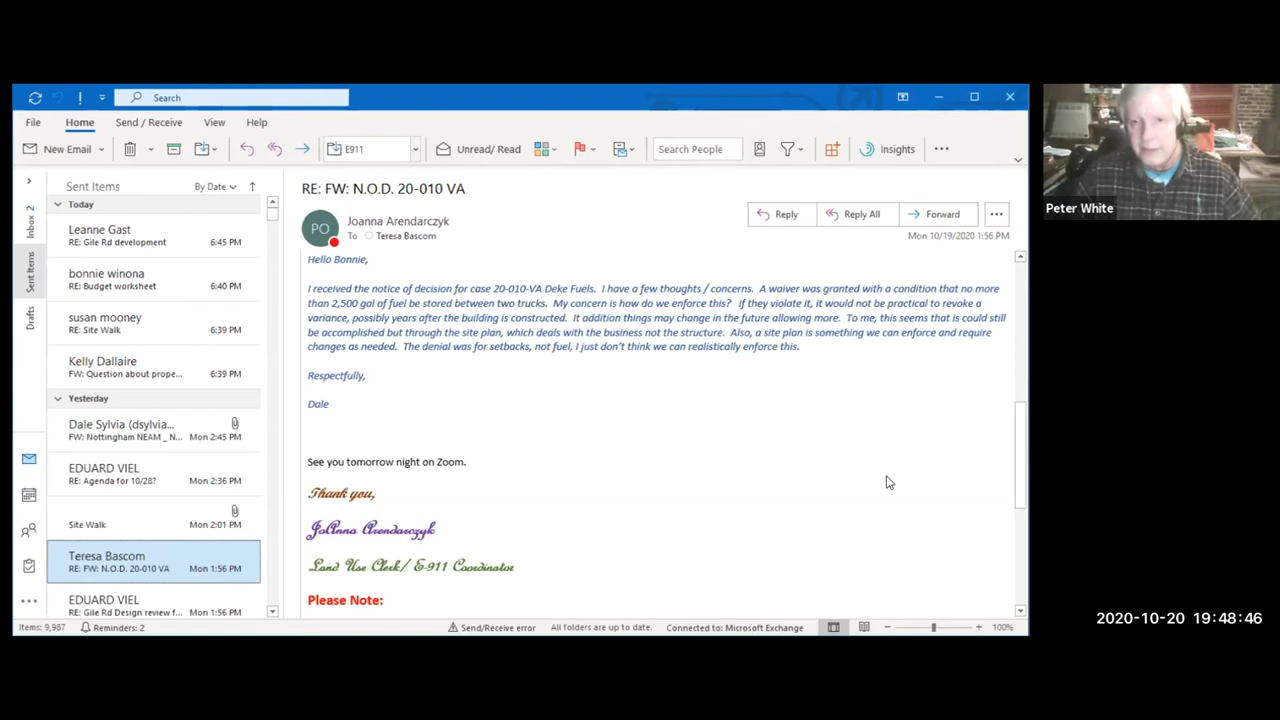 Search
File Home Send / Receive View Help
New Email E911 Unread/ Read Search People Insights
Inbox 2
Sent Items
Drafts
Sent Items By Date
Today
Leanne Gast
RE: Gile Rd development 6:45 PM
bonnie winona
RE: Budget worksheet 6:40 PM
susan mooney
RE: Site Walk 6:39 PM
Kelly Dallaire
FW: Question about prope... 6:39 PM
Yesterday
Dale Sylvia (dsylvia...
FW: Nottingham NEAM _ N... Mon 2:45 PM
EDUARD VIEL
RE: Agenda for 10/28? Mon 2:36 PM
Site Walk Mon 2:01 PM
Teresa Bascom
RE: FW: N.O.D. 20-010 VA Mon 1:56 PM
EDUARD VIEL
RE: Gile Rd Design review f... Mon 1:56 PM
RE: FW: N.O.D. 20-010 VA
PO
Joanna Arendarczyk
To Teresa Bascom
Reply Reply All Forward
Mon 10/19/2020 1:56 PM
Hello Bonnie,
I received the notice of decision for case 20-010-VA Deke Fuels. I have a few thoughts / concerns. A waiver was granted with a condition that no more
than 2,500 gal of fuel be stored between two trucks. My concern is how do we enforce this? If they violate it, it would not be practical to revoke a
variance, possibly years after the building is constructed. It addition things may change in the future allowing more. To me, this seems that is could still
be accomplished but through the site plan, which deals with the business not the structure. Also, a site plan is something we can enforce and require
changes as needed. The denial was for setbacks, not fuel, I just don't think we can realistically enforce this.
Respectfully,
Dale
See you tomorrow night on Zoom.
Thank you,
JoAnna Arendarczyk
Land Use Clerk/ E-911 Coordinator
Please Note:
Items: 9,987 Reminders: 2 Send/Receive error All folders are up to date. Connected to: Microsoft Exchange 100%
Peter White
2020-10-20 19:48:46